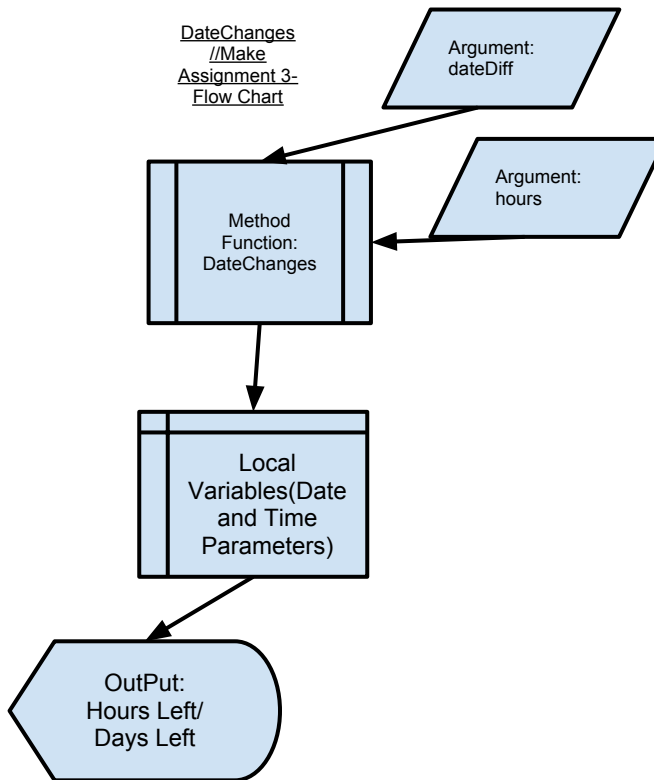 DateChanges
//Make
Assignment 3-
Flow Chart
Argument:
dateDiff
Argument:
hours
Method
Function:
DateChanges
Local
Variables(Date
and Time
Parameters)
OutPut:
Hours Left/
Days Left